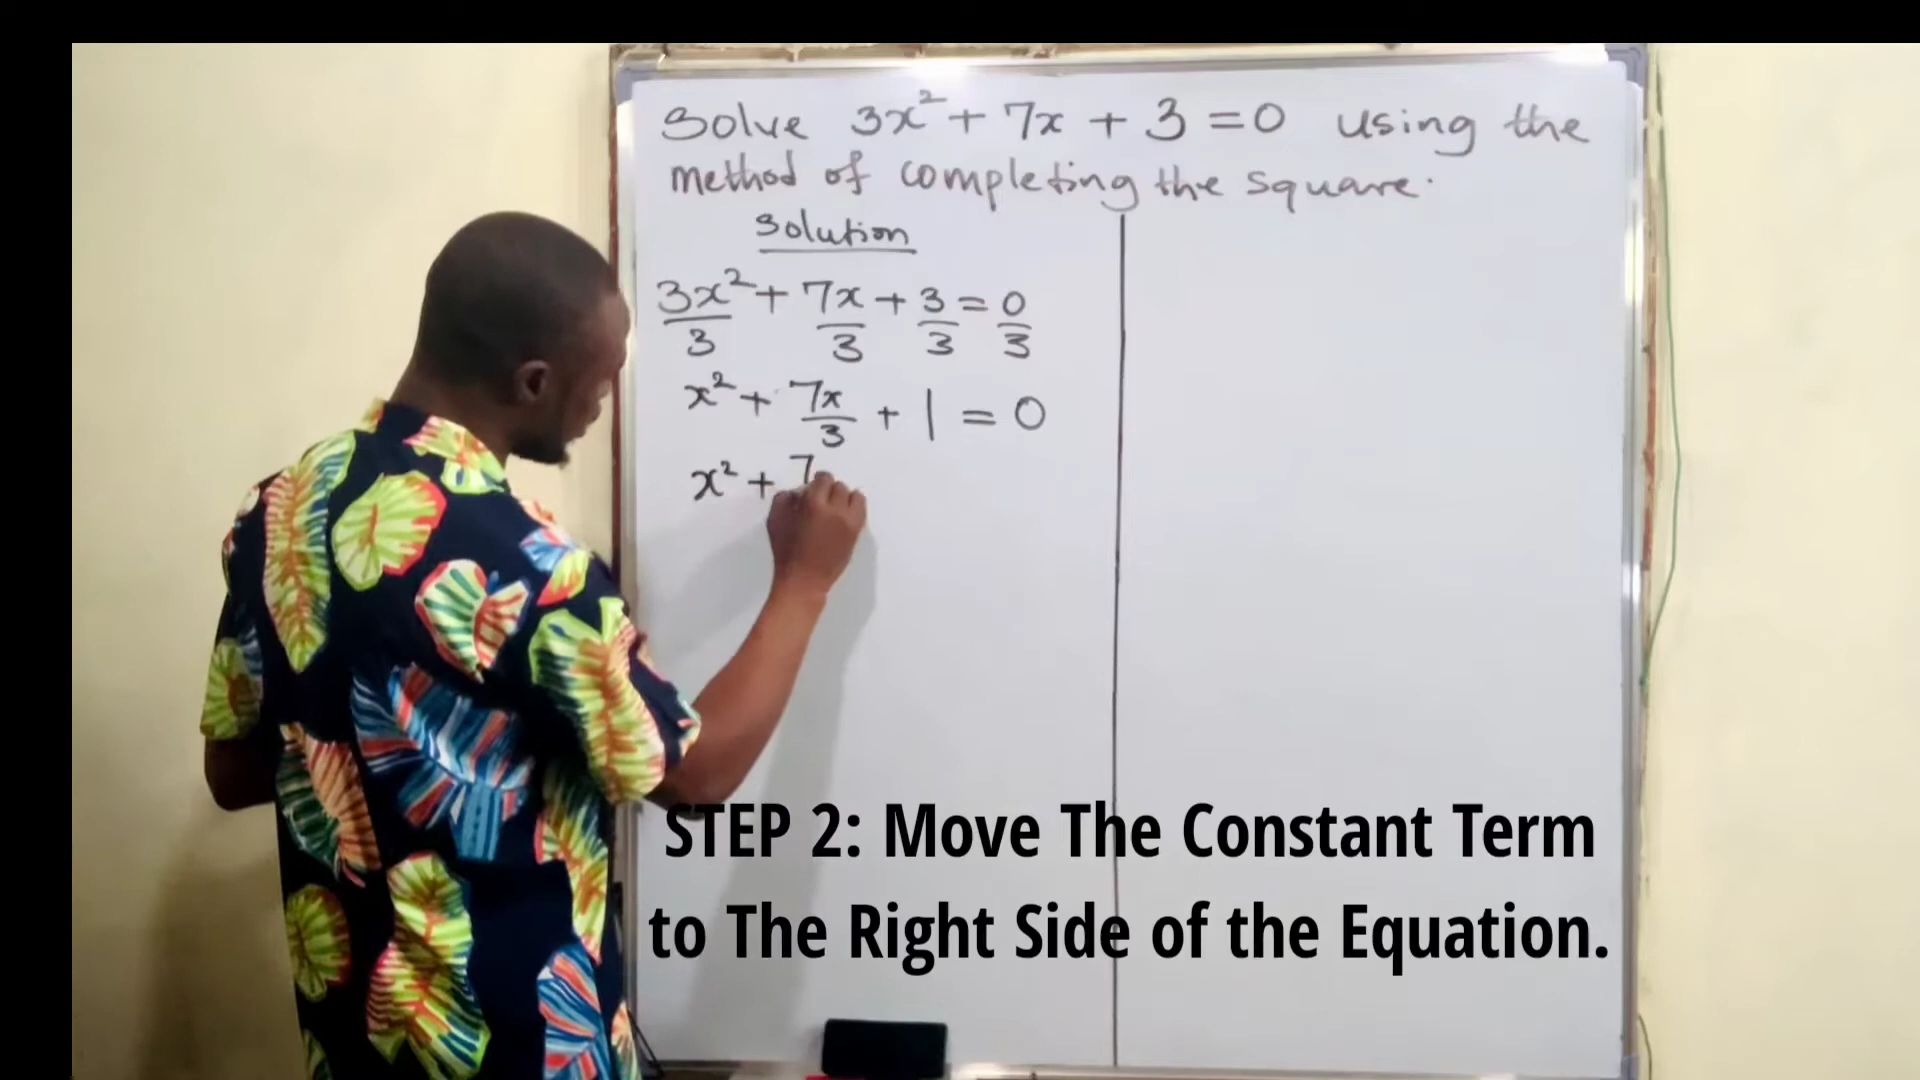 Solve 3x² + 7x + 3 = 0 using the
method of completing the square.
Solution
3x²/3 + 7x/3 + 3/3 = 0/3
x² + 7x/3 + 1 = 0
x² + 7
STEP 2: Move The Constant Term
to The Right Side of the Equation.